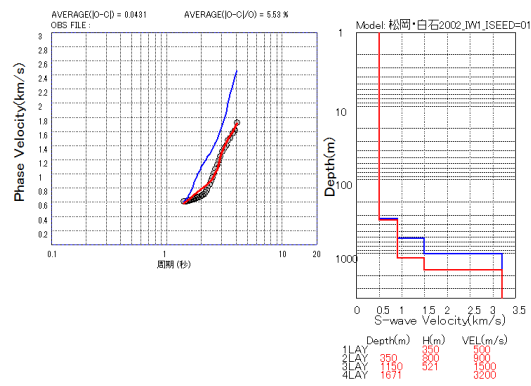 AVERAGE(|O-C|) = 0.0431 AVERAGE(|O-C|/O) = 5.53 %
OBS FILE :
Model: 松岡・白石2002_IW1_ISEED=01
Phase Velocity(km/s)
3
2.8
2.6
2.4
2.2
2
1.8
1.6
1.4
1.2
1
0.8
0.6
0.4
0.2
0.1 1 10 20
周期(秒)
Depth(m)
1
10
100
1000
0 0.5 1 1.5 2 2.5 3 3.5
S-wave Velocity(km/s)
Depth(m) H(m) VEL(m/s)
1LAY 350 500
2LAY 350 800 900
3LAY 1150 521 1500
4LAY 1671 3200